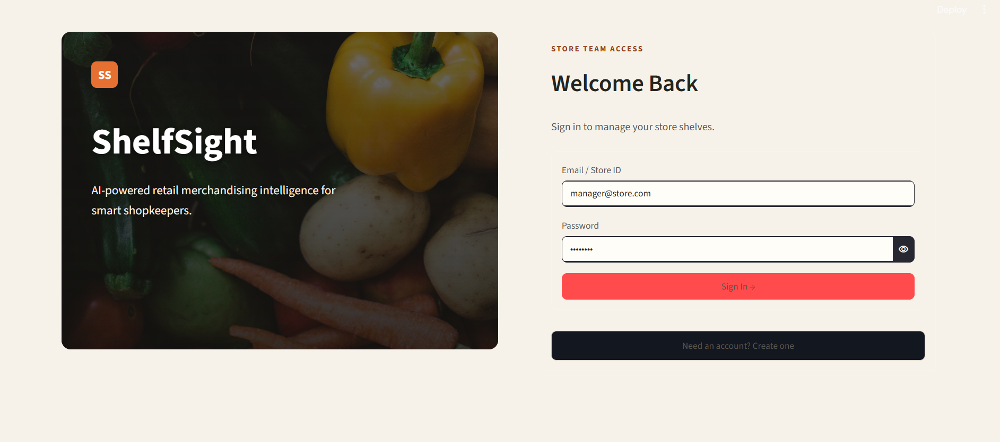 Deploy
SS
ShelfSight
AI-powered retail merchandising intelligence for
smart shopkeepers.
STORE TEAM ACCESS
Welcome Back
Sign in to manage your store shelves.
Email / Store ID
manager@store.com
Password
••••••••
Sign In →
Need an account? Create one